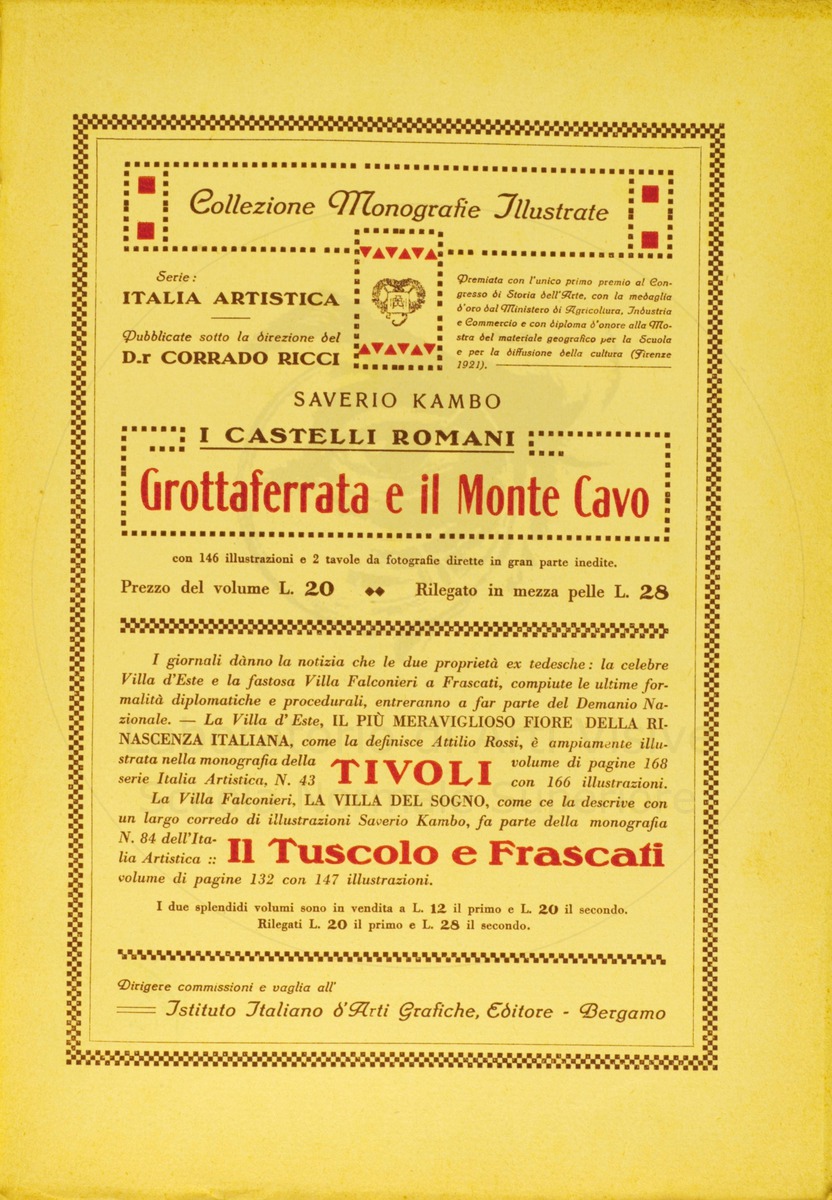 Collezione Monografie Illustrate
Serie:
ITALIA ARTISTICA
Pubblicate sotto la direzione del
D.r CORRADO RICCI
Premiata con l'unico primo premio al Con-
gresso di Storia dell'Arte, con la medaglia
d'oro dal Ministero di Agricoltura, Industria
e Commercio e con diploma d'onore alla Mo-
stra del materiale geografico per la Scuola
e per la diffusione della cultura (Firenze
1921).
SAVERIO KAMBO
I CASTELLI ROMANI
Grottaferrata e il Monte Cavo
con 146 illustrazioni e 2 tavole da fotografie dirette in gran parte inedite.
Prezzo del volume L. 20 Rilegato in mezza pelle L. 28
I giornali dànno la notizia che le due proprietà ex tedesche: la celebre
Villa d'Este e la fastosa Villa Falconieri a Frascati, compiute le ultime for-
malità diplomatiche e procedurali, entreranno a far parte del Demanio Na-
zionale. — La Villa d'Este, IL PIÙ MERAVIGLIOSO FIORE DELLA RI-
NASCENZA ITALIANA, come la definisce Attilio Rossi, è ampiamente illu-
strata nella monografia della
serie Italia Artistica, N. 43
TIVOLI
volume di pagine 168
con 166 illustrazioni.
La Villa Falconieri, LA VILLA DEL SOGNO, come ce la descrive con
un largo corredo di illustrazioni Saverio Kambo, fa parte della monografia
N. 84 dell'Ita-
lia Artistica ::
Il Tuscolo e Frascati
volume di pagine 132 con 147 illustrazioni.
I due splendidi volumi sono in vendita a L. 12 il primo e L. 20 il secondo.
Rilegati L. 20 il primo e L. 28 il secondo.
Dirigere commissioni e vaglia all'
Istituto Italiano d'Arti Grafiche, Editore - Bergamo